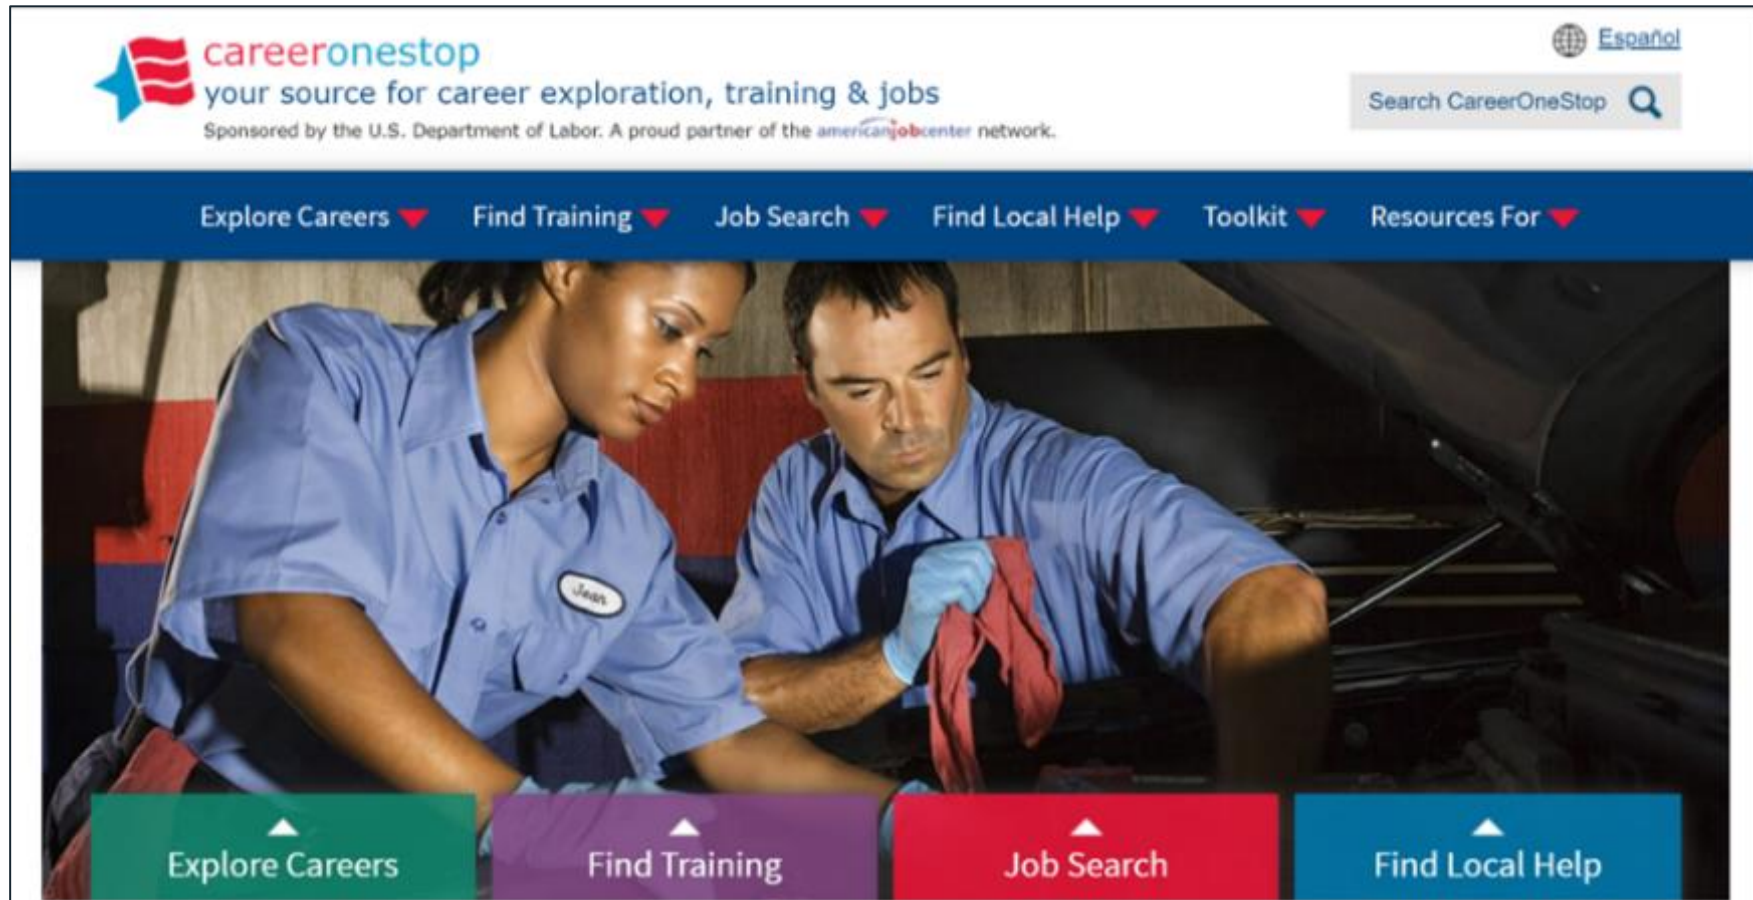 careeronestop
your source for career exploration, training & jobs
Sponsored by the U.S. Department of Labor. A proud partner of the americanjobcenter network.
Español
Search CareerOneStop
Explore Careers
Find Training
Job Search
Find Local Help
Toolkit
Resources For
Jean
Explore Careers
Find Training
Job Search
Find Local Help